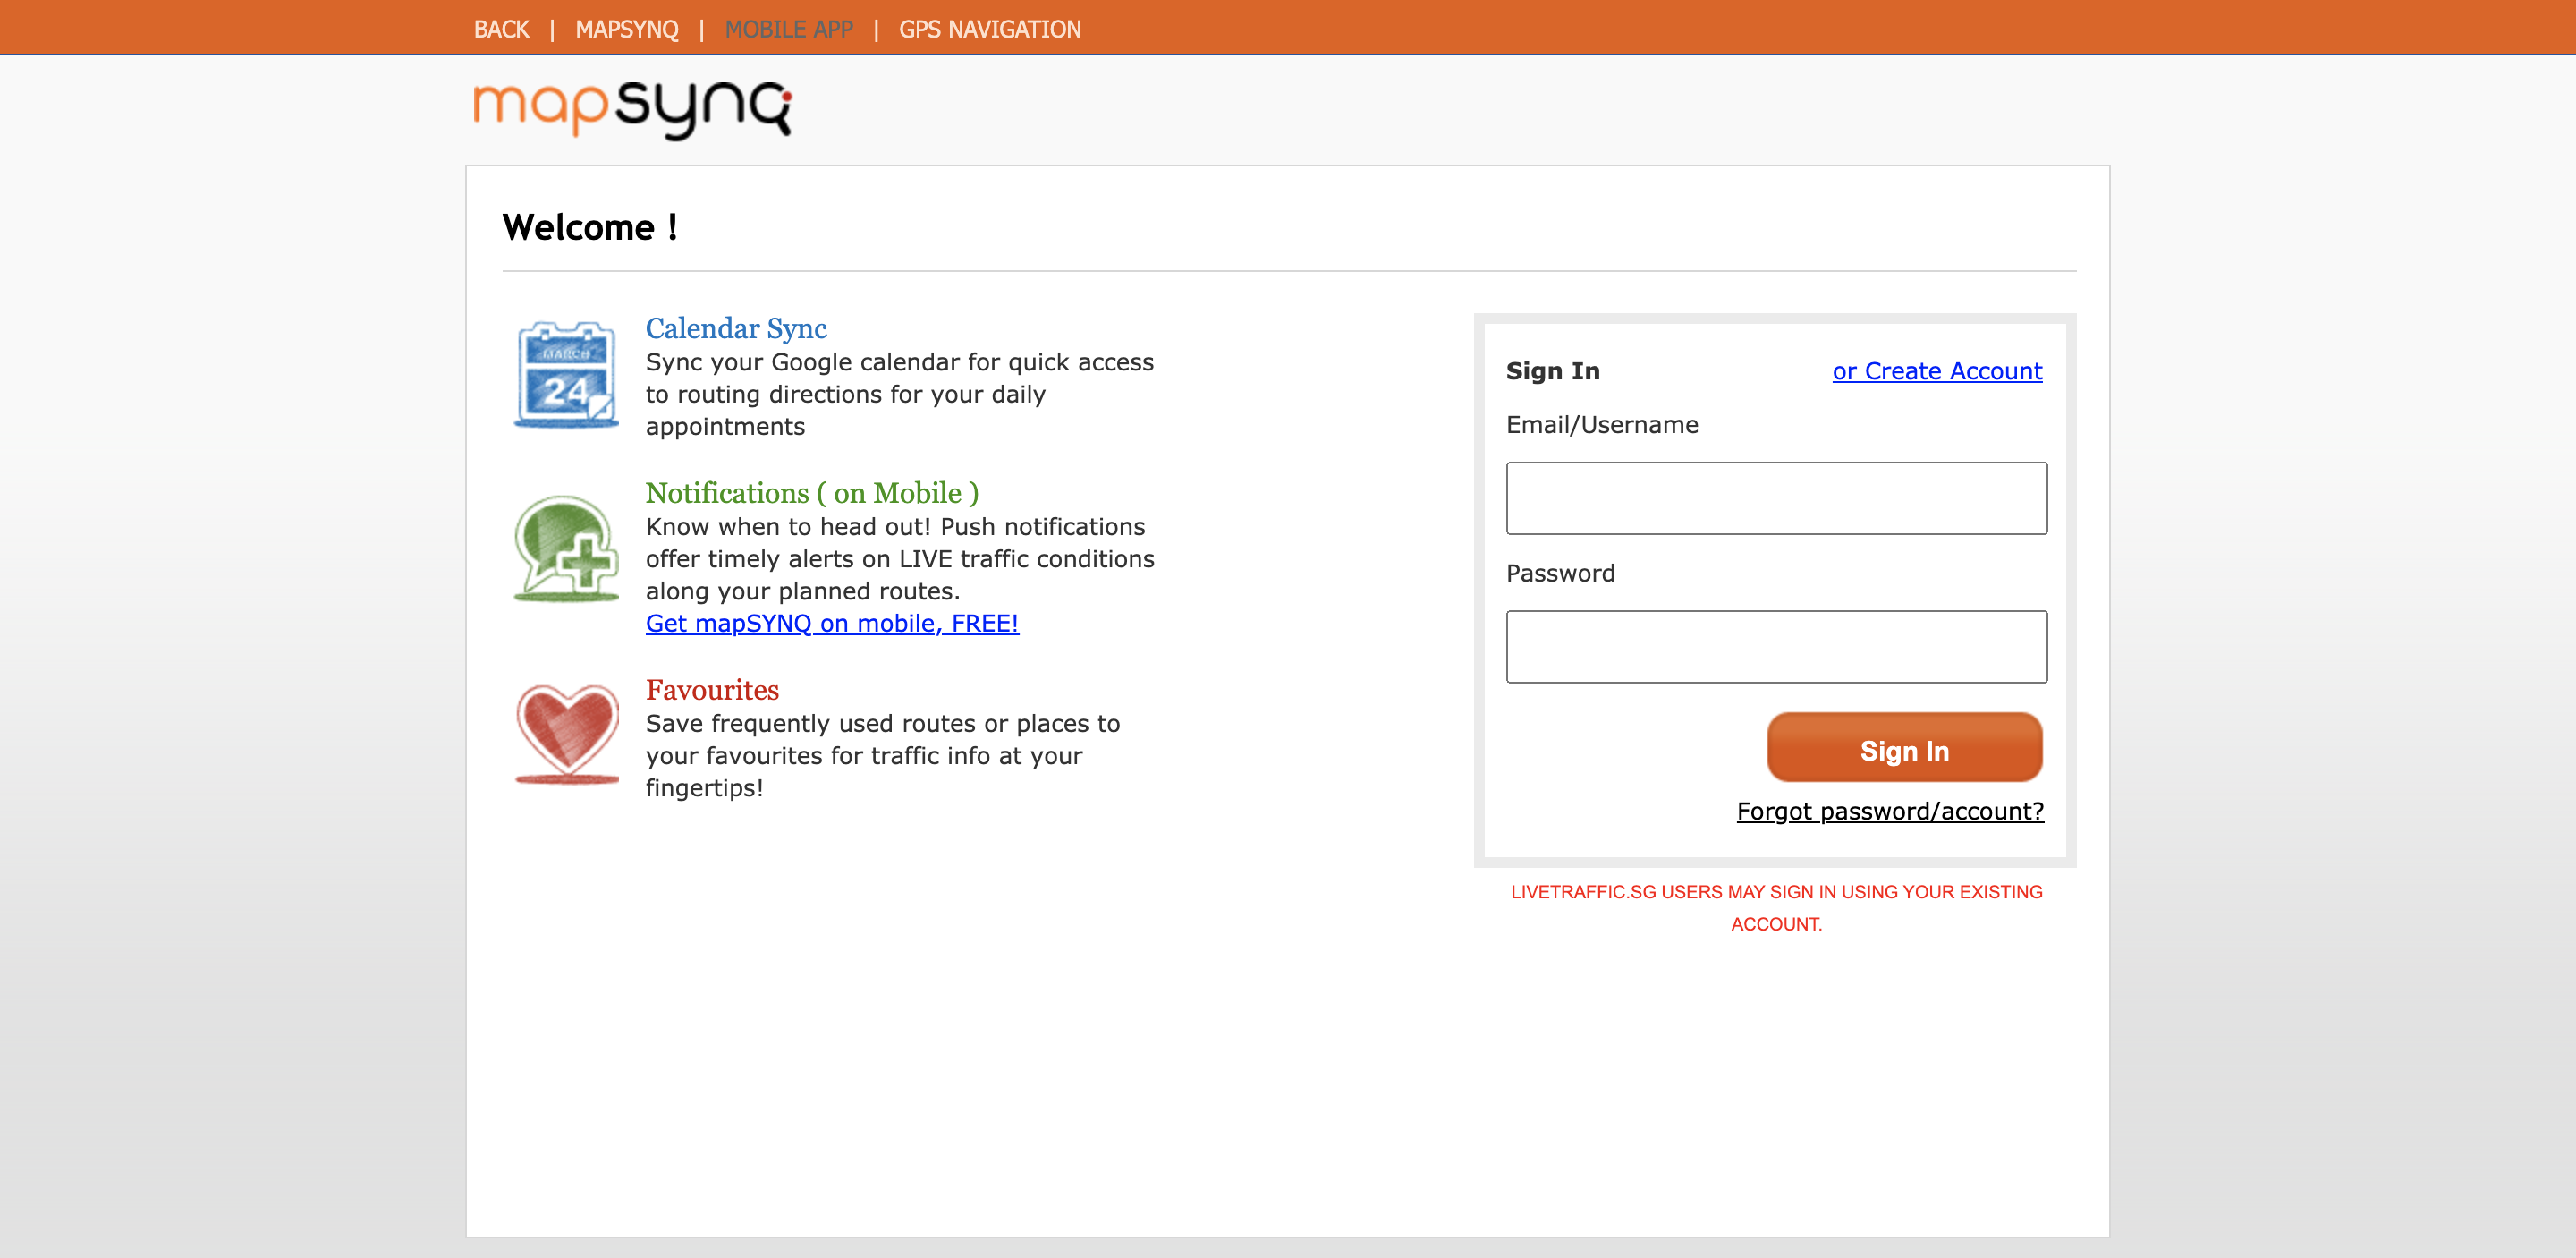 BACK | MAPSYNQ | MOBILE APP | GPS NAVIGATION
mapsynq
Welcome !
Calendar Sync
Sync your Google calendar for quick access
to routing directions for your daily
appointments
MARCH
24
Notifications ( on Mobile )
Know when to head out! Push notifications
offer timely alerts on LIVE traffic conditions
along your planned routes.
Get mapSYNQ on mobile, FREE!
Favourites
Save frequently used routes or places to
your favourites for traffic info at your
fingertips!
Sign In or Create Account
Email/Username
Password
Sign In
Forgot password/account?
LIVETRAFFIC.SG USERS MAY SIGN IN USING YOUR EXISTING
ACCOUNT.